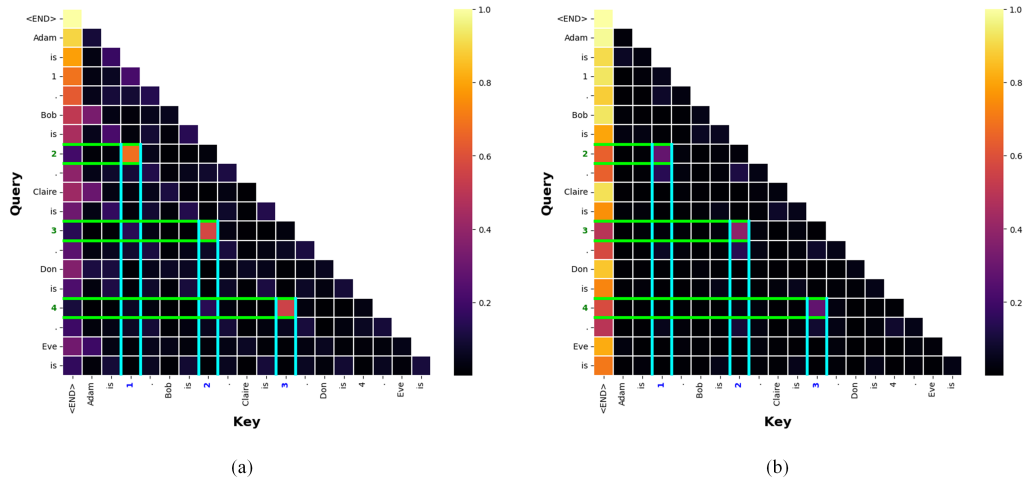 <END>
Adam
is
1
.
Bob
is
2
.
Claire
is
3
.
Don
is
4
.
Eve
is
Query
<END>
Adam
is
1
.
Bob
is
2
.
Claire
is
3
.
Don
is
4
.
Eve
is
Key
1.0
0.8
0.6
0.4
0.2
(a)
<END>
Adam
is
1
.
Bob
is
2
.
Claire
is
3
.
Don
is
4
.
Eve
is
Query
<END>
Adam
is
1
.
Bob
is
2
.
Claire
is
3
.
Don
is
4
.
Eve
is
Key
1.0
0.8
0.6
0.4
0.2
(b)